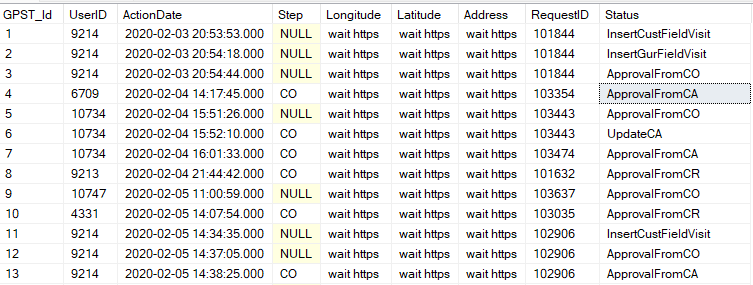 GPST_Id UserID ActionDate Step Longitude Latitude Address RequestID Status
1 9214 2020-02-03 20:53:53.000 NULL wait https wait https wait https 101844 InsertCustFieldVisit
2 9214 2020-02-03 20:54:18.000 NULL wait https wait https wait https 101844 InsertGurFieldVisit
3 9214 2020-02-03 20:54:44.000 NULL wait https wait https wait https 101844 ApprovalFromCO
4 6709 2020-02-04 14:17:45.000 CO wait https wait https wait https 103354 ApprovalFromCA
5 10734 2020-02-04 15:51:26.000 NULL wait https wait https wait https 103443 ApprovalFromCO
6 10734 2020-02-04 15:52:10.000 CO wait https wait https wait https 103443 UpdateCA
7 10734 2020-02-04 16:01:33.000 CO wait https wait https wait https 103474 ApprovalFromCA
8 9213 2020-02-04 21:44:42.000 CO wait https wait https wait https 101632 ApprovalFromCR
9 10747 2020-02-05 11:00:59.000 NULL wait https wait https wait https 103637 ApprovalFromCO
10 4331 2020-02-05 14:07:54.000 CO wait https wait https wait https 103035 ApprovalFromCR
11 9214 2020-02-05 14:34:35.000 NULL wait https wait https wait https 102906 InsertCustFieldVisit
12 9214 2020-02-05 14:37:05.000 NULL wait https wait https wait https 102906 ApprovalFromCO
13 9214 2020-02-05 14:38:25.000 CO wait https wait https wait https 102906 ApprovalFromCA